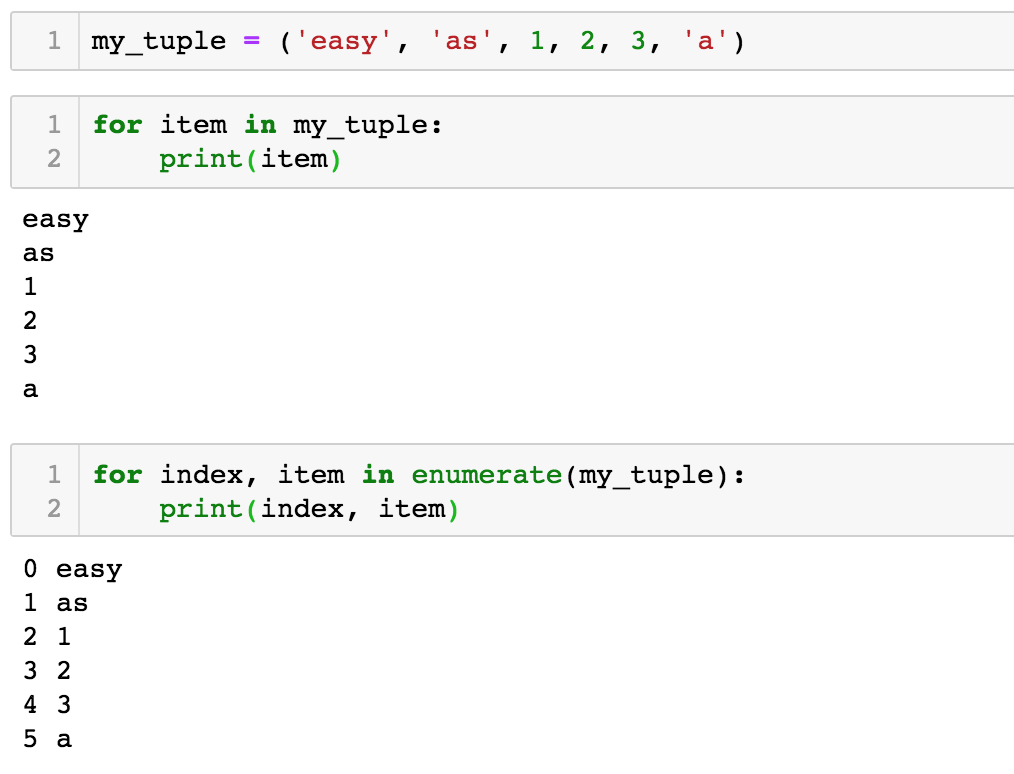 1 my_tuple = ('easy', 'as', 1, 2, 3, 'a')
1 for item in my_tuple:
2     print(item)
easy
as
1
2
3
a
1 for index, item in enumerate(my_tuple):
2     print(index, item)
0 easy
1 as
2 1
3 2
4 3
5 a